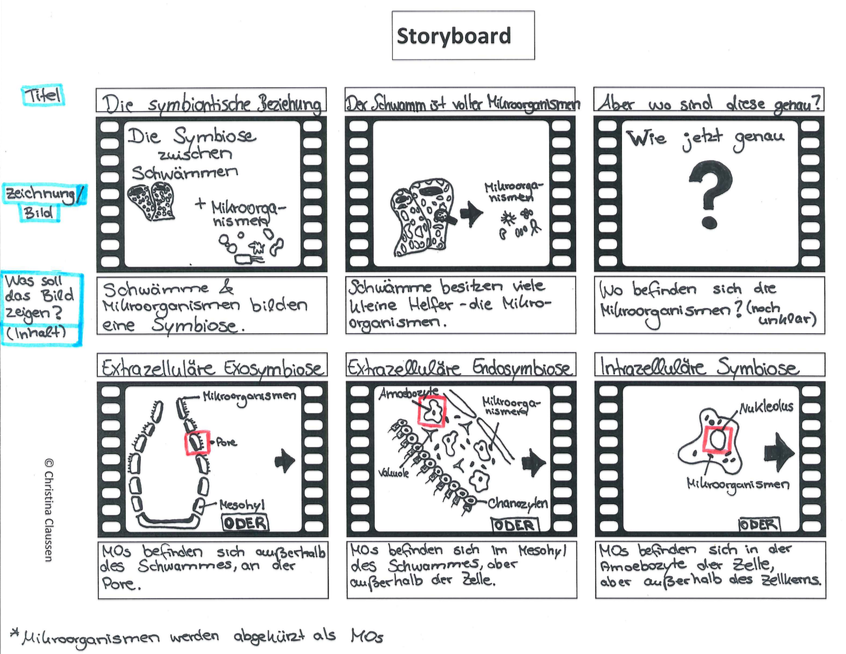 Storyboard
Titel
Die symbiontische Beziehung
Der Schwamm ist voller Mikroorganismen
Aber wo sind diese genau?
Zeichnung/
Bild
Die Symbiose
zwischen
Schwämmen
+ Mikroorga-
nismen
Mikroorga-
nismen
Wie jetzt genau
?
Was soll
das Bild
zeigen?
(Inhalt)
Schwämme &
Mikroorganismen bilden
eine Symbiose.
Schwämme besitzen viele
kleine Helfer - die Mikro-
organismen.
Wo befinden sich die
Mikroorganismen? (noch
unklar)
Extrazelluläre Exosymbiose
Extrazelluläre Endosymbiose
Intrazelluläre Symbiose
Mikroorganismen
Pore
Mesohyl
ODER
Amoebozyte
Mikroorga-
nismen
Vakuole
Choanozyten
ODER
Nukleolus
Mikroorganismen
ODER
MOs befinden sich außerhalb
des Schwammes, an der
Pore.
MOs befinden sich im Mesohyl
des Schwammes, aber
außerhalb der Zelle.
MOs befinden sich in der
Amoebozyte der Zelle,
aber außerhalb des Zellkerns.
© Christina Claussen
*Mikroorganismen werden abgekürzt als MOs